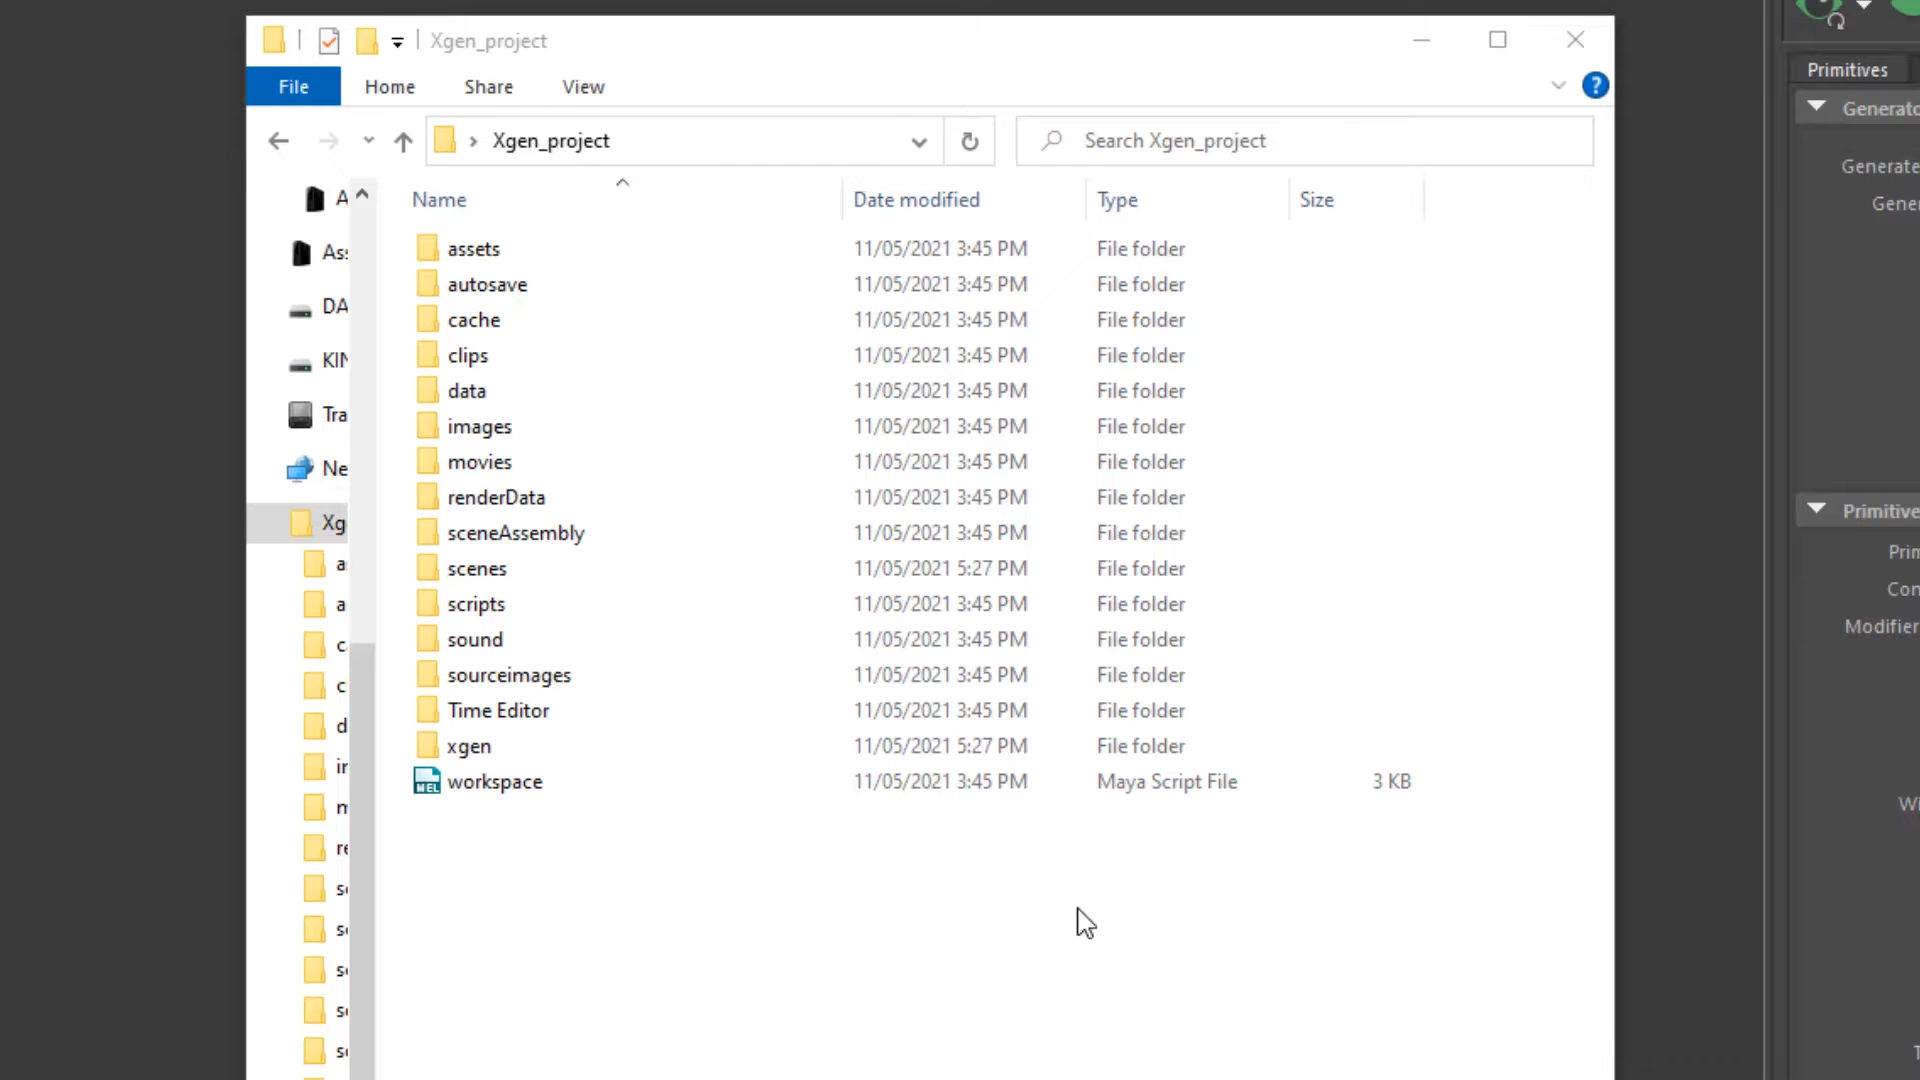 Xgen_project
File Home Share View
Xgen_project
Search Xgen_project
Name Date modified Type Size
assets 11/05/2021 3:45 PM File folder
autosave 11/05/2021 3:45 PM File folder
cache 11/05/2021 3:45 PM File folder
clips 11/05/2021 3:45 PM File folder
data 11/05/2021 3:45 PM File folder
images 11/05/2021 3:45 PM File folder
movies 11/05/2021 3:45 PM File folder
renderData 11/05/2021 3:45 PM File folder
sceneAssembly 11/05/2021 3:45 PM File folder
scenes 11/05/2021 5:27 PM File folder
scripts 11/05/2021 3:45 PM File folder
sound 11/05/2021 3:45 PM File folder
sourceimages 11/05/2021 3:45 PM File folder
Time Editor 11/05/2021 3:45 PM File folder
xgen 11/05/2021 5:27 PM File folder
MEL workspace 11/05/2021 3:45 PM Maya Script File 3 KB
Primitives
Generate
Modifier